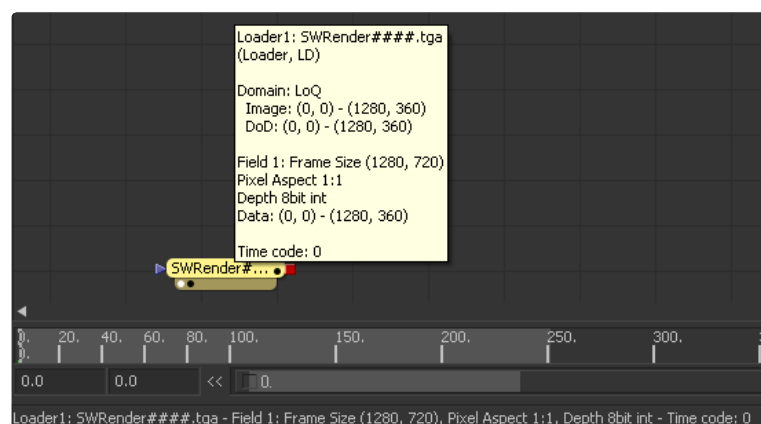 Loader1: SWRender####.tga
(Loader, LD)
Domain: LoQ
Image: (0, 0) - (1280, 360)
DoD: (0, 0) - (1280, 360)
Field 1: Frame Size (1280, 720)
Pixel Aspect 1:1
Depth 8bit int
Data: (0, 0) - (1280, 360)
Time code: 0
SWRender#...
0. 20. 40. 60. 80. 100. 150. 200. 250. 300.
0.
0.0 0.0 << 0.
Loader1: SWRender####.tga - Field 1: Frame Size (1280, 720), Pixel Aspect 1:1, Depth 8bit int - Time code: 0